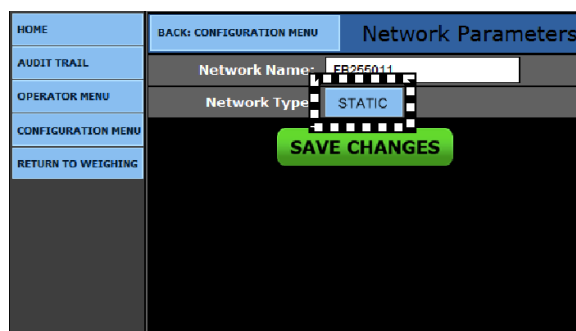 HOME
AUDIT TRAIL
OPERATOR MENU
CONFIGURATION MENU
RETURN TO WEIGHING
BACK: CONFIGURATION MENU
Network Parameters
Network Name: FB255011
Network Type STATIC
SAVE CHANGES